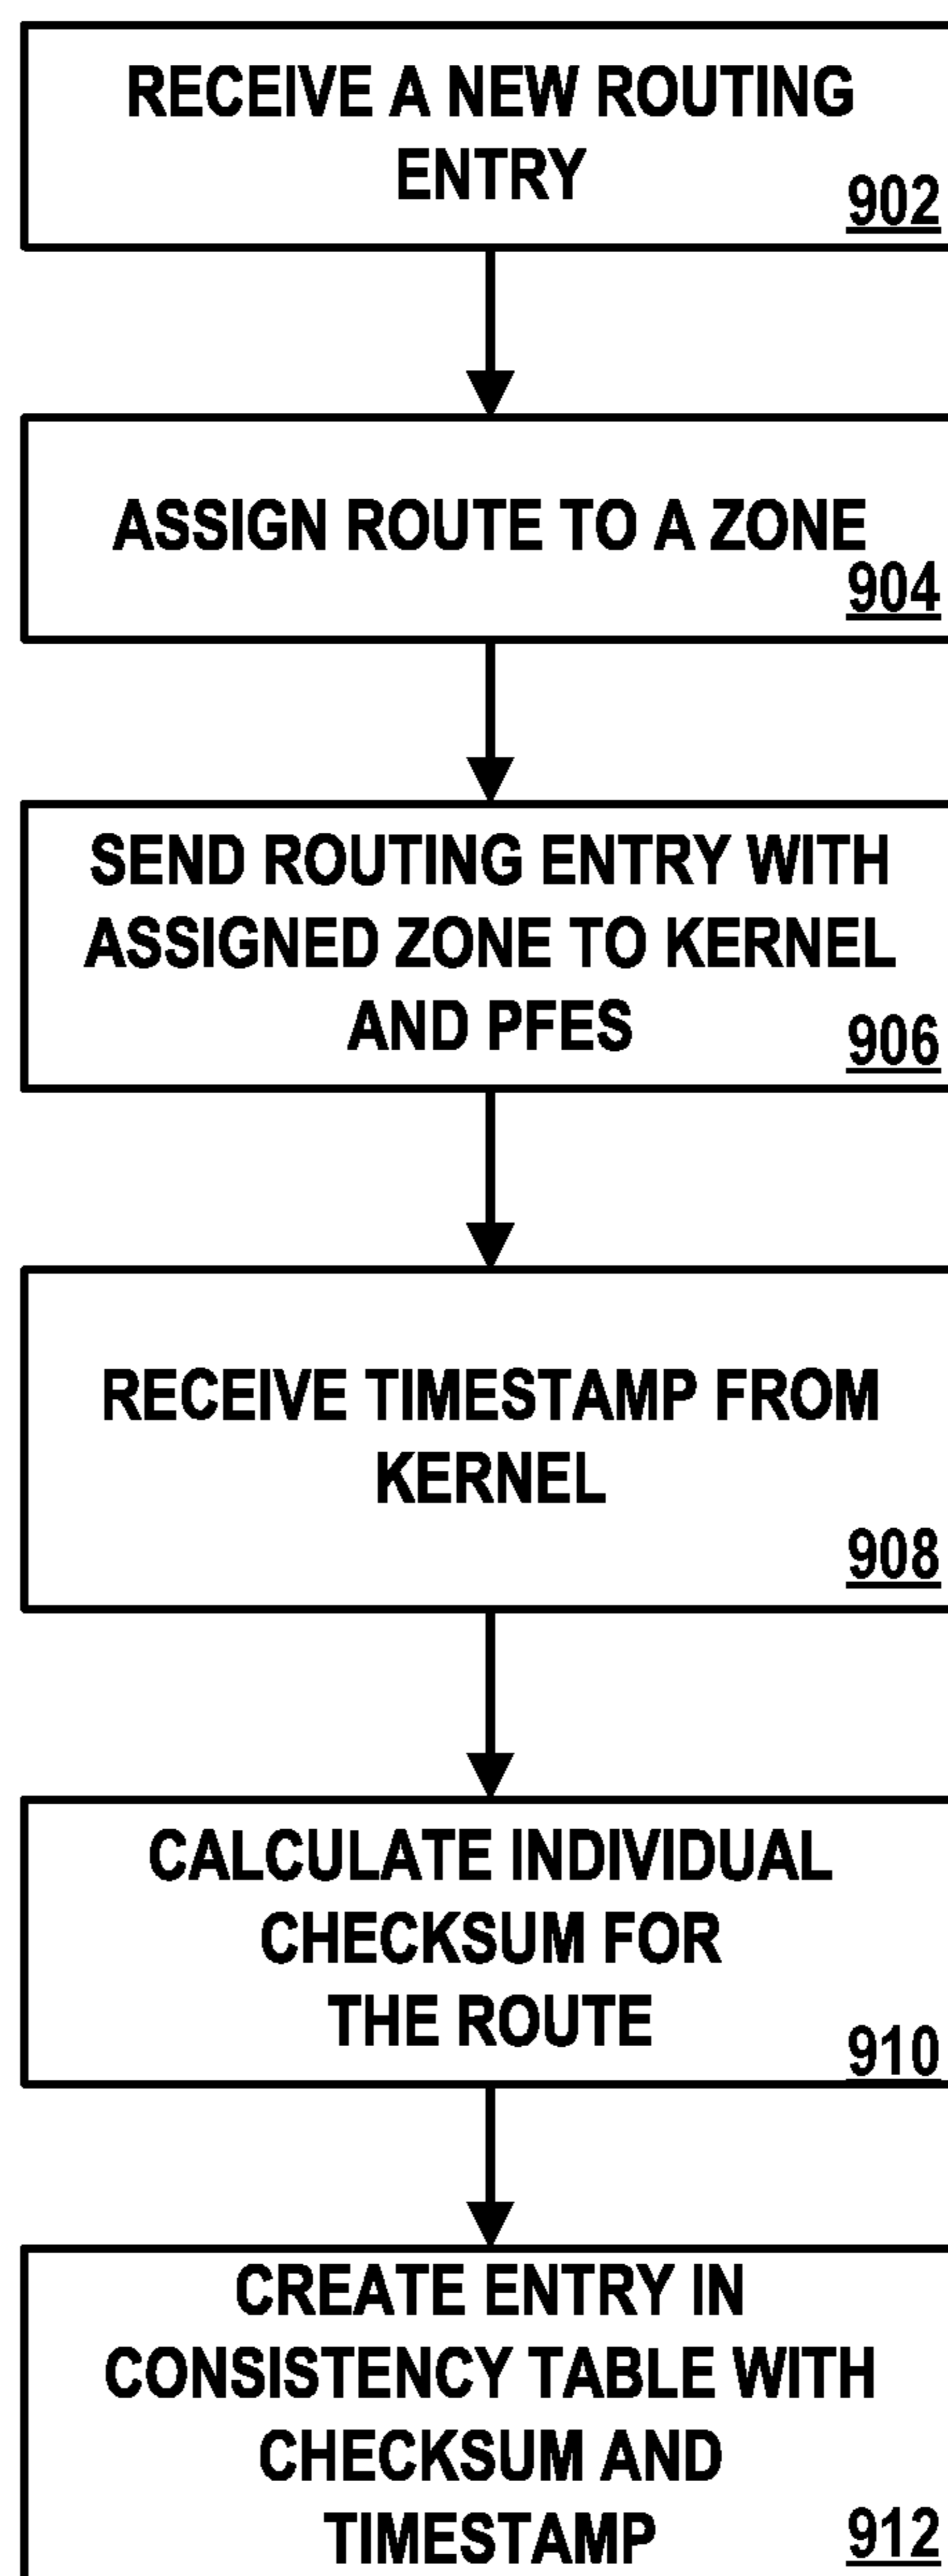 RECEIVE A NEW ROUTING
ENTRY
902
ASSIGN ROUTE TO A ZONE
904
SEND ROUTING ENTRY WITH
ASSIGNED ZONE TO KERNEL
AND PFES
906
RECEIVE TIMESTAMP FROM
KERNEL
908
CALCULATE INDIVIDUAL
CHECKSUM FOR
THE ROUTE
910
CREATE ENTRY IN
CONSISTENCY TABLE WITH
CHECKSUM AND
TIMESTAMP
912